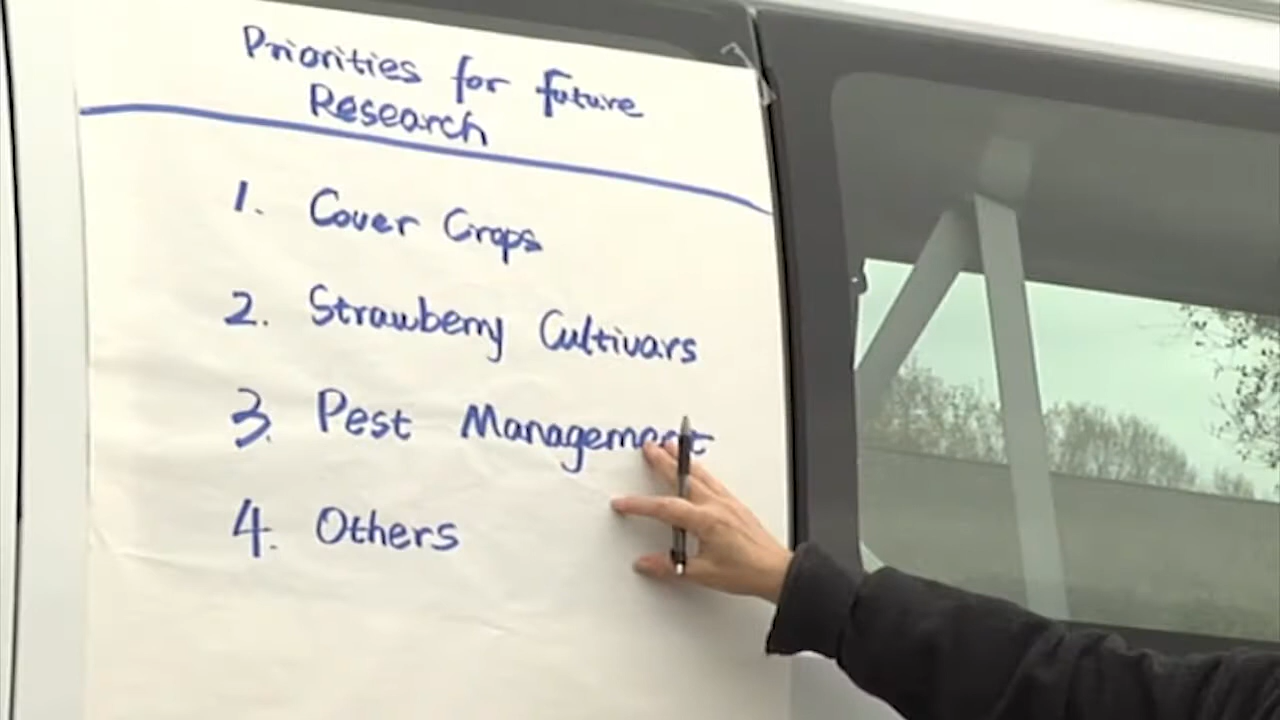 Priorities for future
Research
1. Cover Crops
2. Strawberry Cultivars
3. Pest Management
4. Others